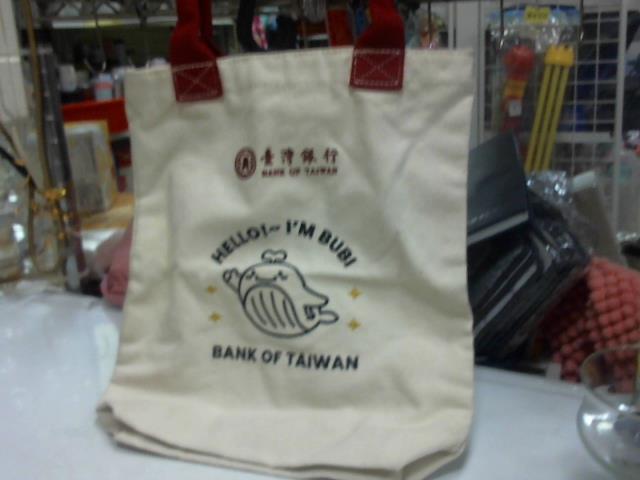 臺灣銀行
BANK OF TAIWAN
HELLO!~ I'M BUBI
BANK OF TAIWAN